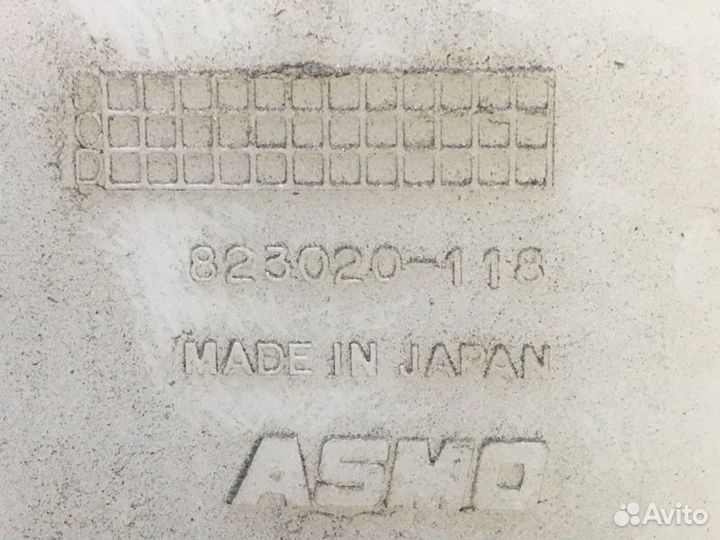 D
823020-118
MADE IN JAPAN
ASMO
Avito